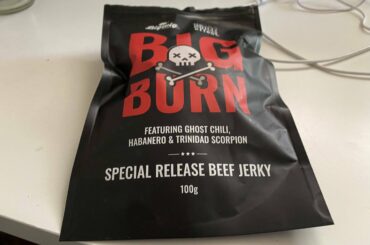 BIG
BURN
FEATURING GHOST CHILI,
HABANERO & TRINIDAD SCORPION
SPECIAL RELEASE BEEF JERKY
100g